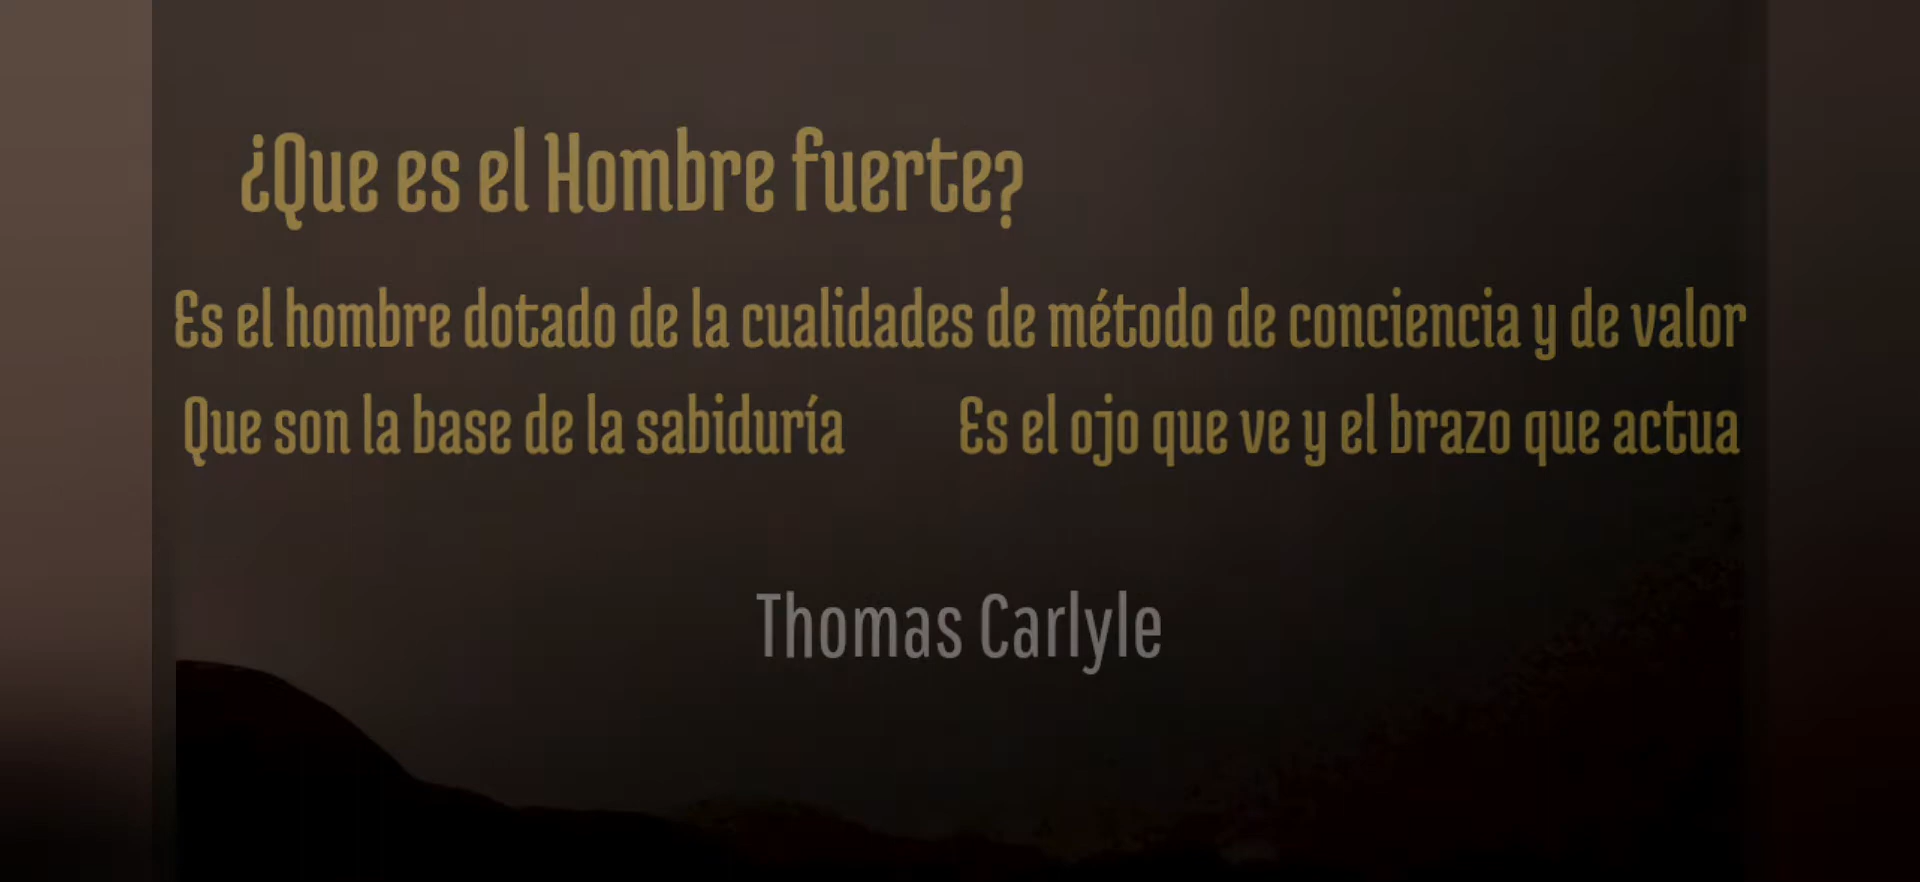 ¿Que es el Hombre fuerte?
Es el hombre dotado de la cualidades de método de conciencia y de valor
Que son la base de la sabiduría Es el ojo que ve y el brazo que actua
Thomas Carlyle